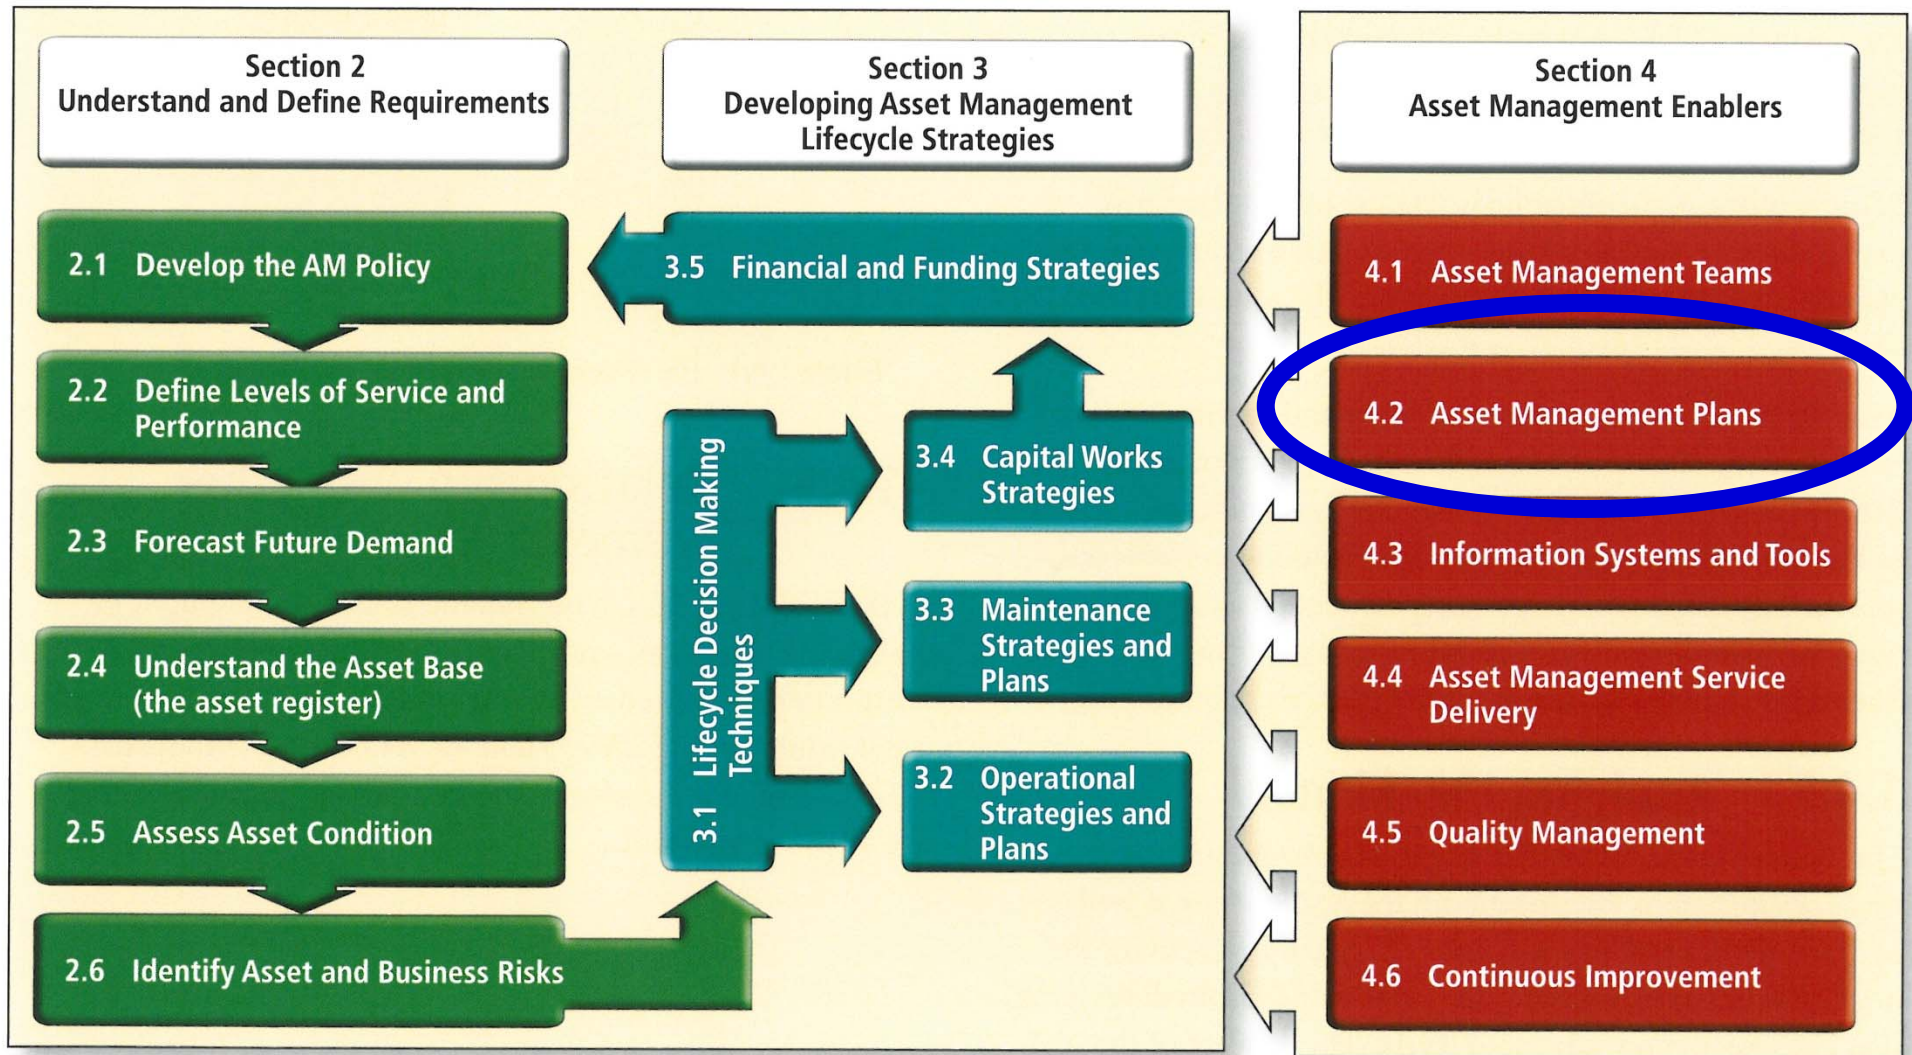 Section 2
Understand and Define Requirements
2.1 Develop the AM Policy
2.2 Define Levels of Service and
Performance
2.3 Forecast Future Demand
2.4 Understand the Asset Base
(the asset register)
2.5 Assess Asset Condition
2.6 Identify Asset and Business Risks
Section 3
Developing Asset Management
Lifecycle Strategies
3.5 Financial and Funding Strategies
3.1 Lifecycle Decision Making
Techniques
3.4 Capital Works
Strategies
3.3 Maintenance
Strategies and
Plans
3.2 Operational
Strategies and
Plans
Section 4
Asset Management Enablers
4.1 Asset Management Teams
4.2 Asset Management Plans
4.3 Information Systems and Tools
4.4 Asset Management Service
Delivery
4.5 Quality Management
4.6 Continuous Improvement